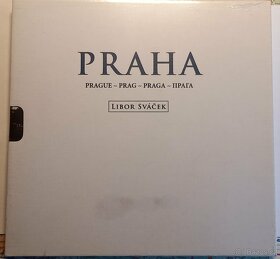 PRAHA
PRAGUE – PRAG – PRAGA – ПРАГА
LIBOR SVÁČEK